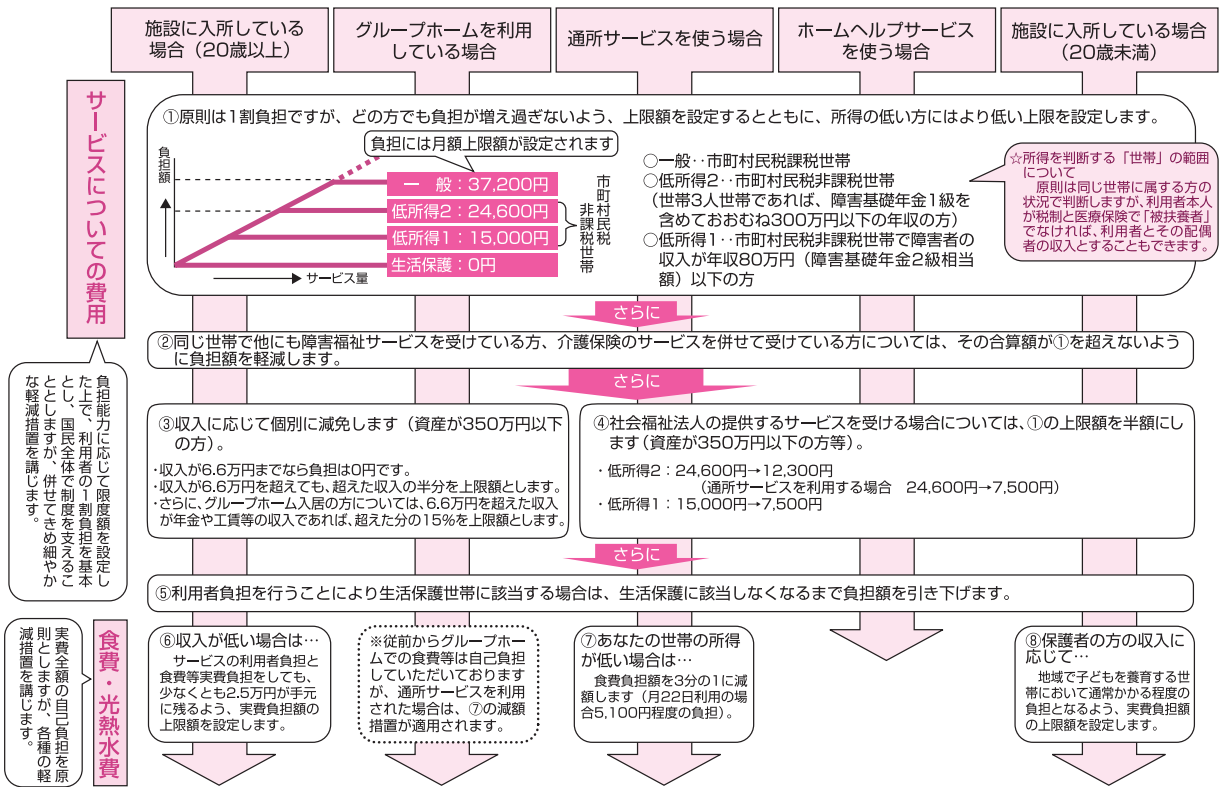 施設に入所している
場合（20歳以上）
グループホームを利用
している場合
通所サービスを使う場合
ホームヘルプサービス
を使う場合
施設に入所している場合
（20歳未満）
サービスについての費用
①原則は1割負担ですが、どの方でも負担が増え過ぎないよう、上限額を設定するとともに、所得の低い方にはより低い上限を設定します。
負担には月額上限額が設定されます
負担額
一　般：37,200円
低所得2：24,600円
低所得1：15,000円
生活保護：0円
サービス量
市町村民税
非課税世帯
○一般‥市町村民税課税世帯
○低所得2‥市町村民税非課税世帯
（世帯3人世帯であれば、障害基礎年金1級を
含めておおむね300万円以下の年収の方）
○低所得1‥市町村民税非課税世帯で障害者の
収入が年収80万円（障害基礎年金2級相当
額）以下の方
☆所得を判断する「世帯」の範囲
について
原則は同じ世帯に属する方の
状況で判断しますが、利用者本人
が税制と医療保険で「被扶養者」
でなければ、利用者とその配偶
者の収入とすることもできます。
さらに
②同じ世帯で他にも障害福祉サービスを受けている方、介護保険のサービスを併せて受けている方については、その合算額が①を超えないよう
に負担額を軽減します。
さらに
負担能力に応じて限度額を設定し
た上で、利用者の1割負担を基本
とし、国民全体で制度を支えるこ
ととしますが、併せてきめ細やか
な軽減措置を講じます。
③収入に応じて個別に減免します（資産が350万円以下
の方）。
・収入が6.6万円までなら負担は0円です。
・収入が6.6万円を超えても、超えた収入の半分を上限額とします。
・さらに、グループホーム入居の方については、6.6万円を超えた収入
が年金や工賃等の収入であれば、超えた分の15%を上限額とします。
④社会福祉法人の提供するサービスを受ける場合については、①の上限額を半額にし
ます（資産が350万円以下の方等）。
・低所得2：24,600円→12,300円
（通所サービスを利用する場合　24,600円→7,500円）
・低所得1：15,000円→7,500円
さらに
⑤利用者負担を行うことにより生活保護世帯に該当する場合は、生活保護に該当しなくなるまで負担額を引き下げます。
食費・光熱水費
実費全額の自己負担を原
則としますが、各種の軽
減措置を講じます。
⑥収入が低い場合は…
サービスの利用者負担と
食費等実費負担をしても、
少なくとも2.5万円が手元
に残るよう、実費負担額の
上限額を設定します。
※従前からグループホー
ムでの食費等は自己負担
していただいております
が、通所サービスを利用
された場合は、⑦の減額
措置が適用されます。
⑦あなたの世帯の所得
が低い場合は…
食費負担額を3分の1に減
額します（月22日利用の場
合5,100円程度の負担）。
⑧保護者の方の収入に
応じて…
地域で子どもを養育する世
帯において通常かかる程度の
負担となるよう、実費負担額
の上限額を設定します。